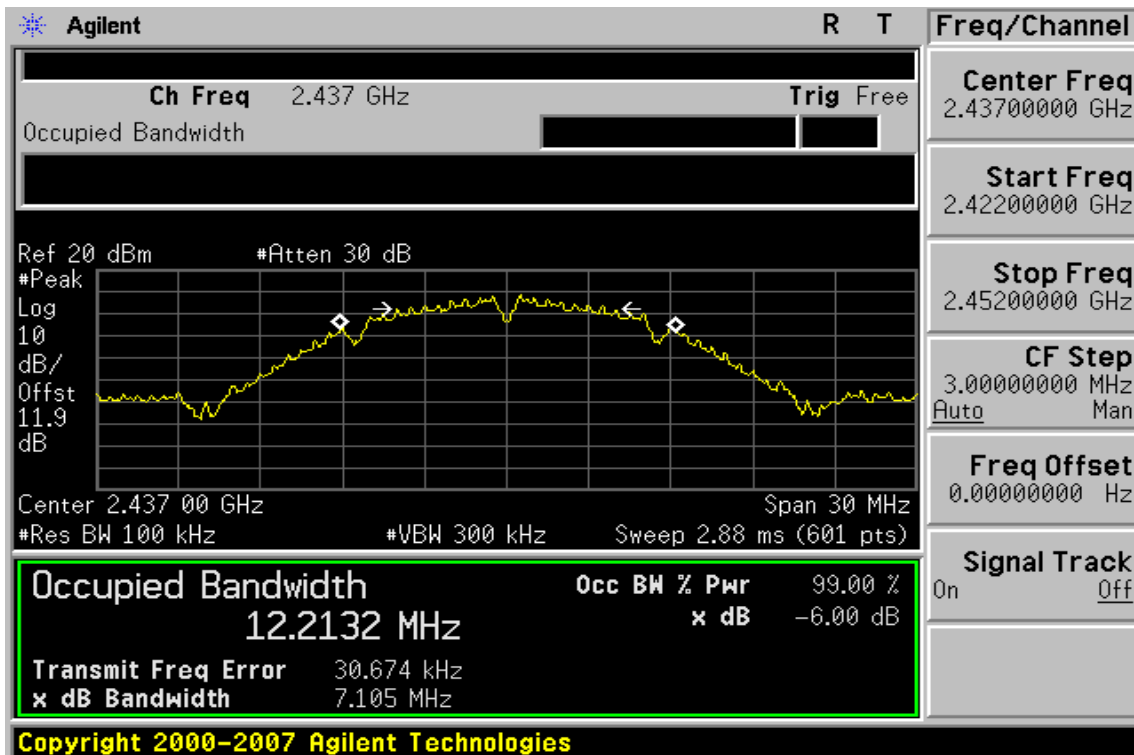 Agilent R T
Ch Freq 2.437 GHz Trig Free
Occupied Bandwidth
Ref 20 dBm #Atten 30 dB
#Peak
Log
10
dB/
Offst
11.9
dB
Center 2.437 00 GHz Span 30 MHz
#Res BW 100 kHz #VBW 300 kHz Sweep 2.88 ms (601 pts)
Occupied Bandwidth
12.2132 MHz
Occ BW % Pwr 99.00 %
x dB -6.00 dB
Transmit Freq Error 30.674 kHz
x dB Bandwidth 7.105 MHz
Copyright 2000-2007 Agilent Technologies
Freq/Channel
Center Freq
2.43700000 GHz
Start Freq
2.42200000 GHz
Stop Freq
2.45200000 GHz
CF Step
3.00000000 MHz
Auto Man
Freq Offset
0.00000000 Hz
Signal Track
On Off